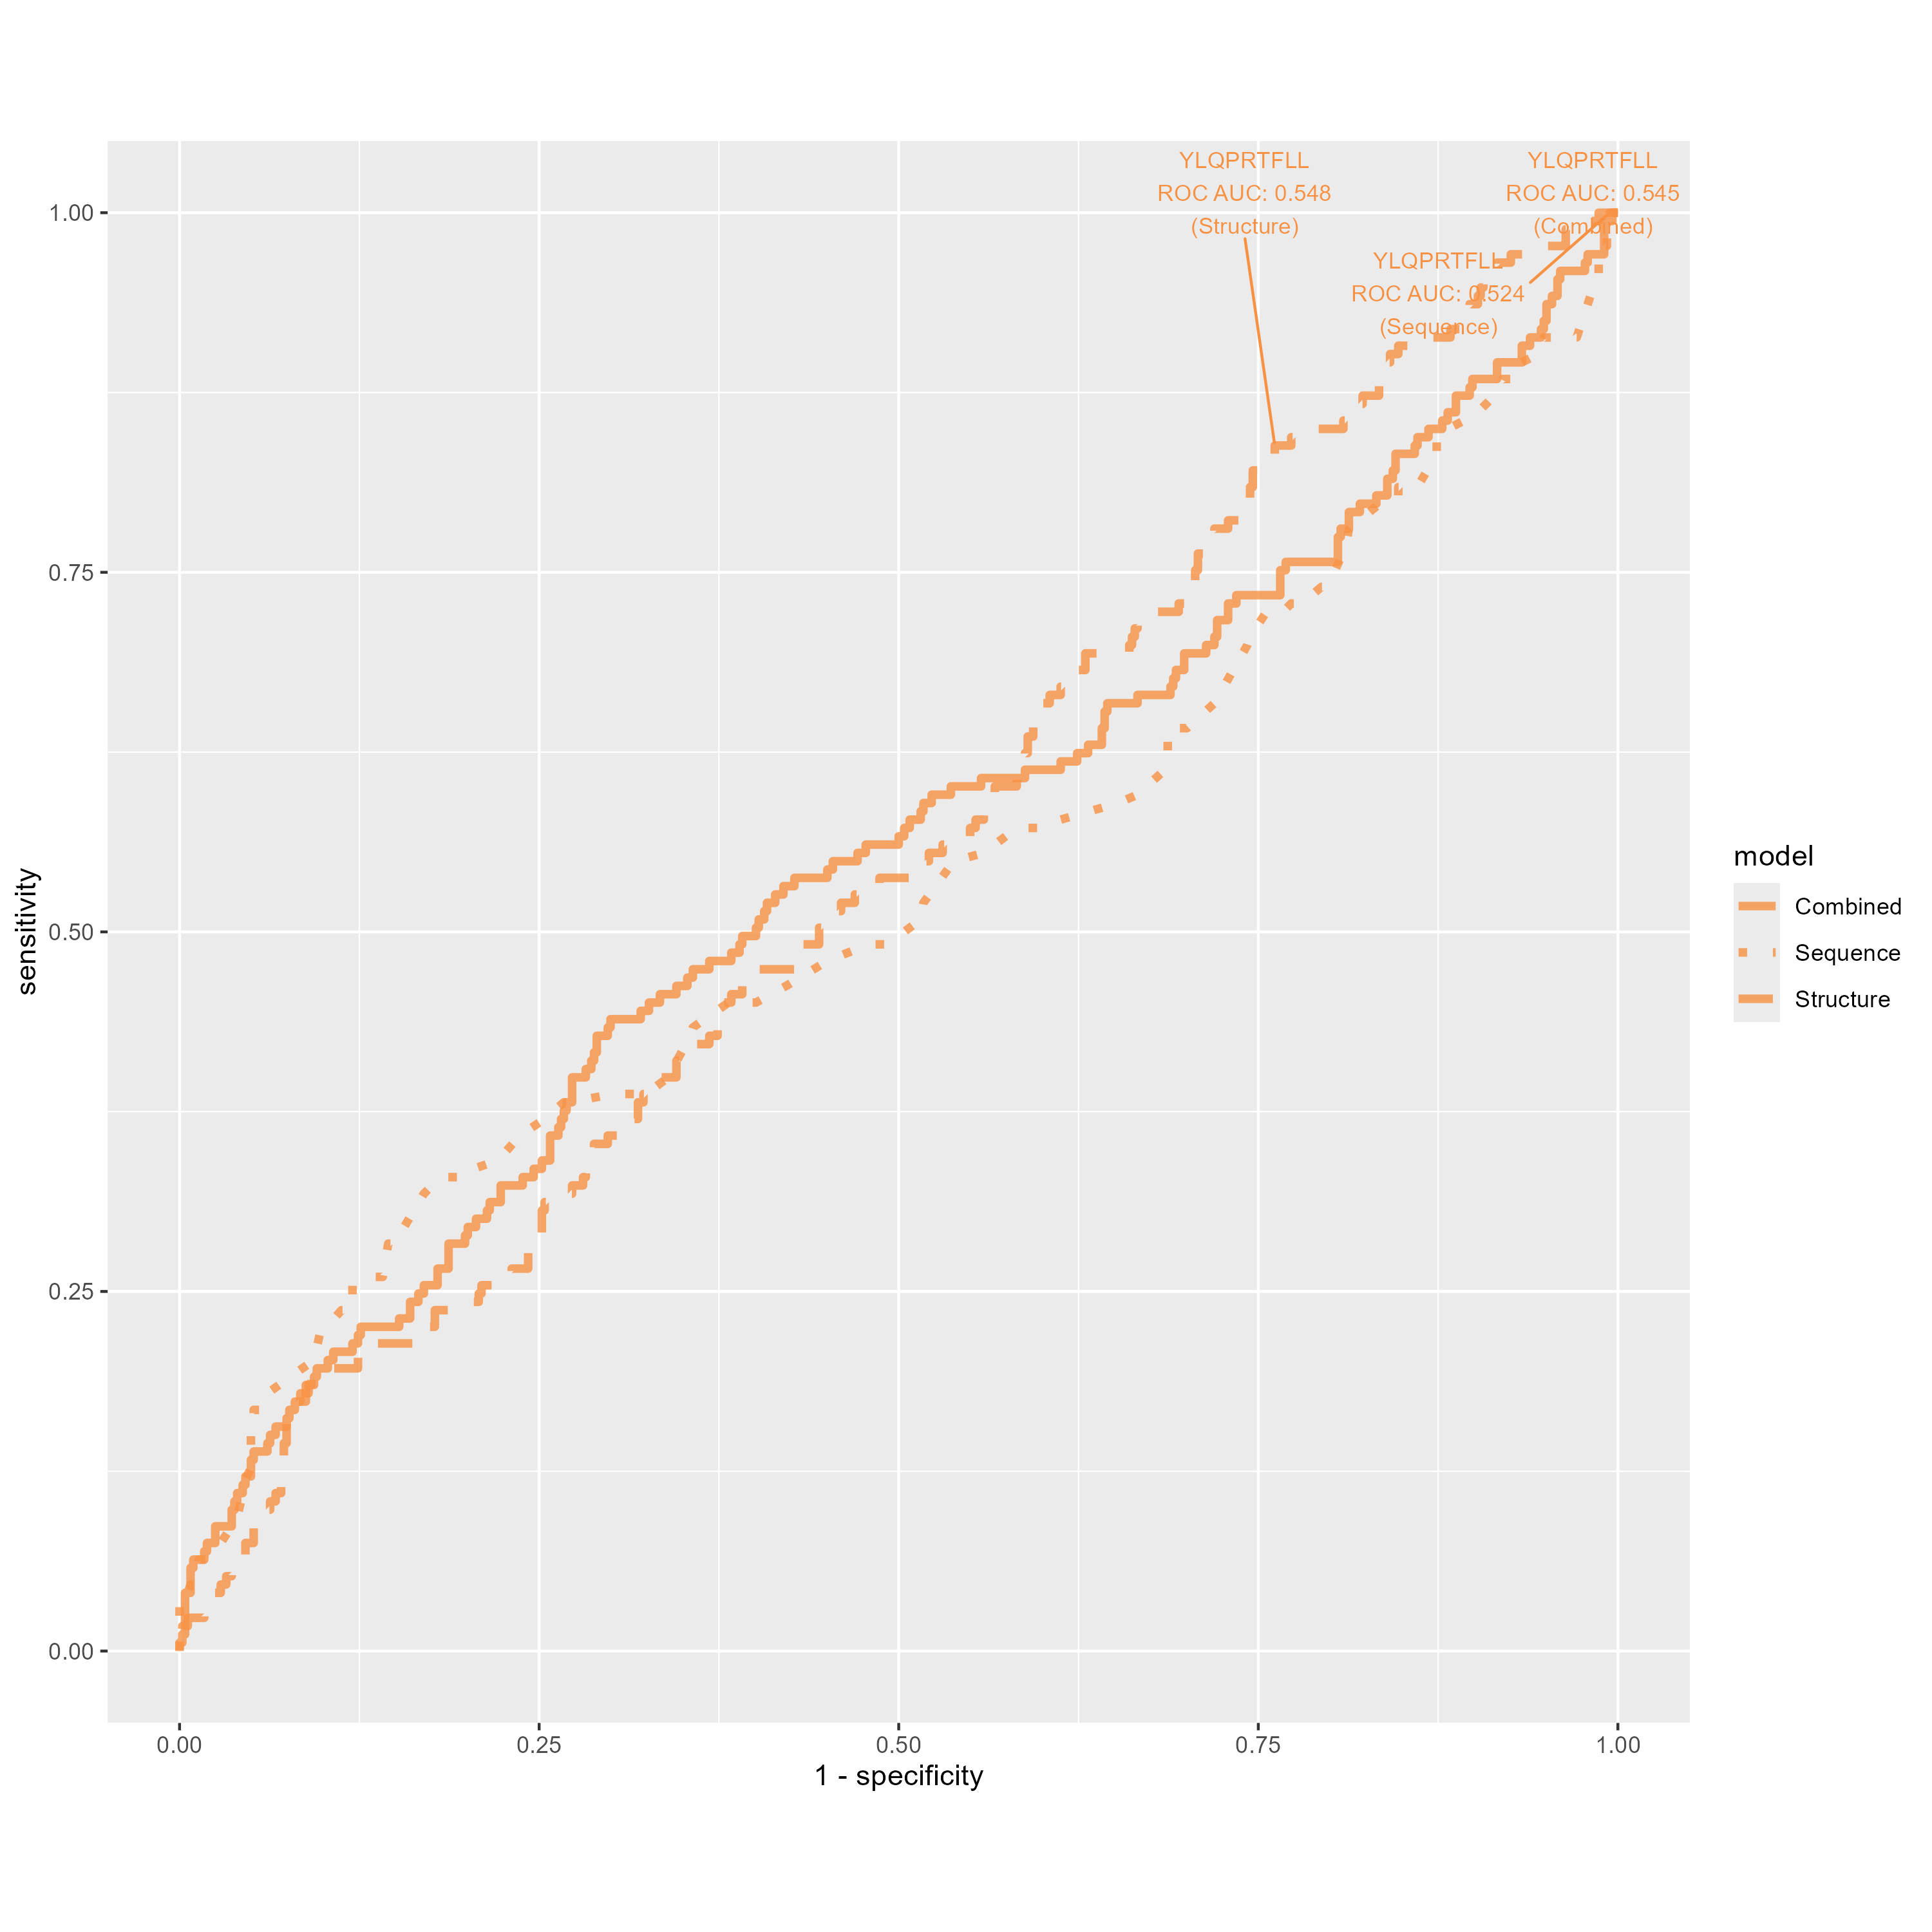 YLQPRTFLL
ROC AUC: 0.548
(Structure)
YLQPRTFLL
ROC AUC: 0.545
(Combined)
YLQPRTFLL
ROC AUC: 0.524
(Sequence)
1.00
0.75
0.50
0.25
0.00
sensitivity
0.00
0.25
0.50
0.75
1.00
1 - specificity
model
Combined
Sequence
Structure